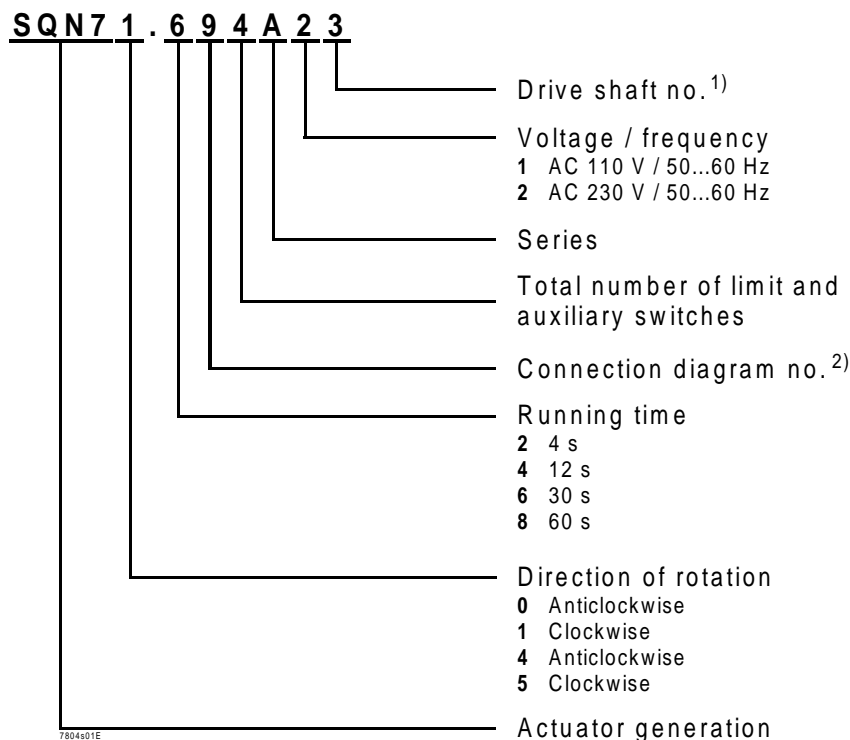 SQN71.694A23
Drive shaft no. 1)
Voltage / frequency
1 AC 110 V / 50...60 Hz
2 AC 230 V / 50...60 Hz
Series
Total number of limit and
auxiliary switches
Connection diagram no. 2)
Running time
2 4 s
4 12 s
6 30 s
8 60 s
Direction of rotation
0 Anticlockwise
1 Clockwise
4 Anticlockwise
5 Clockwise
Actuator generation
7804s01E